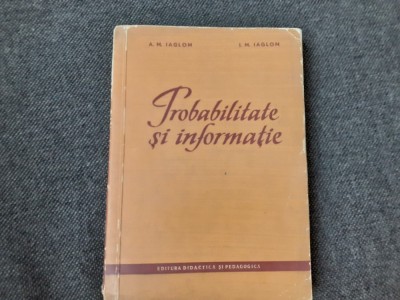 A. M. IAGLOM I. M. IAGLOM
Probabilitate
și informație
EDITURA DIDACTICĂ ȘI PEDAGOGICĂ